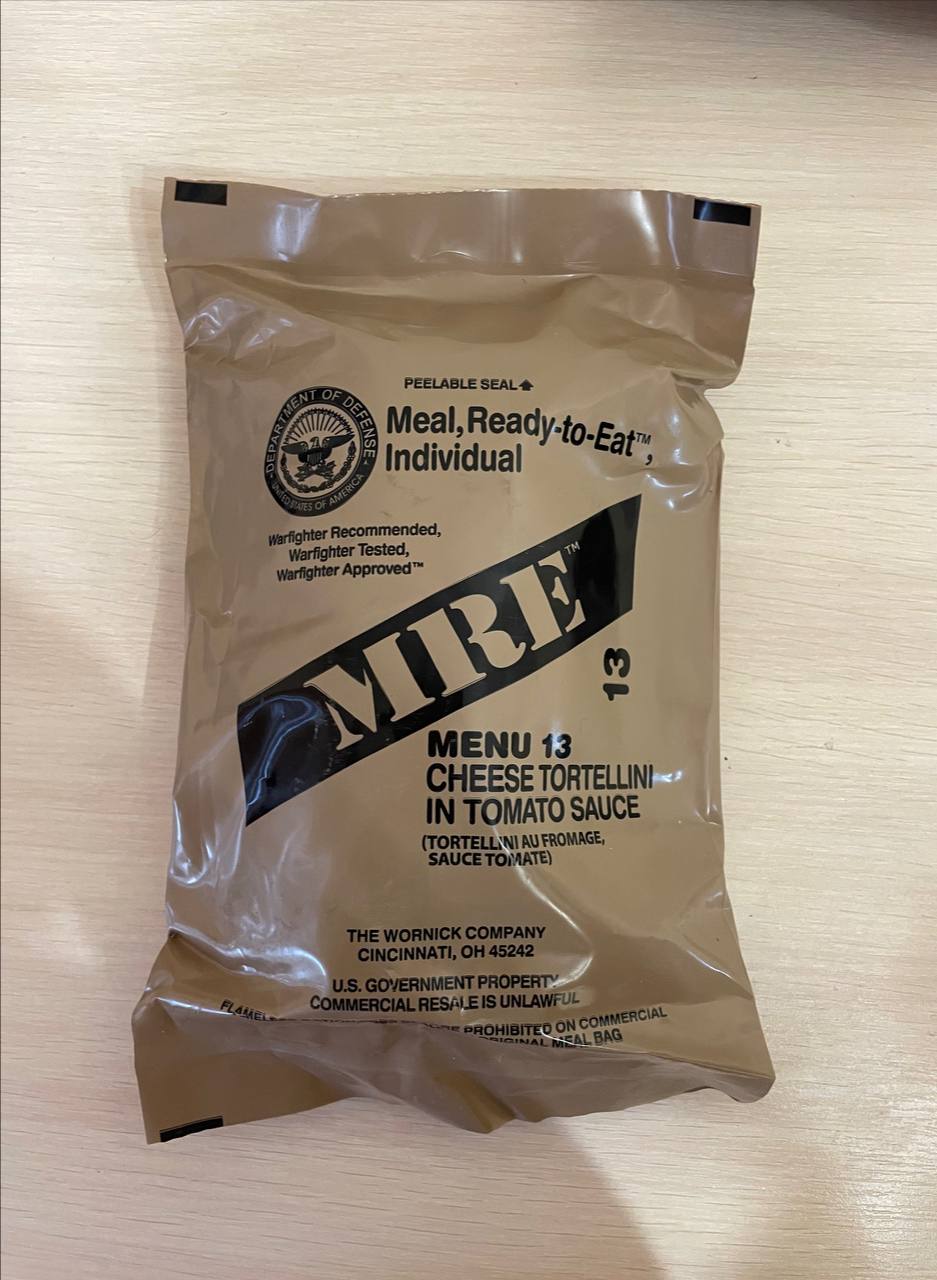 PEELABLE SEAL
DEPARTMENT OF DEFENSE
UNITED STATES OF AMERICA
Meal, Ready-to-Eat™,
Individual
Warfighter Recommended,
Warfighter Tested,
Warfighter Approved™
MRE™
13
MENU 13
CHEESE TORTELLINI
IN TOMATO SAUCE
(TORTELLINI AU FROMAGE,
SAUCE TOMATE)
THE WORNICK COMPANY
CINCINNATI, OH 45242
U.S. GOVERNMENT PROPERTY
COMMERCIAL RESALE IS UNLAWFUL
PROHIBITED ON COMMERCIAL
MEAL BAG